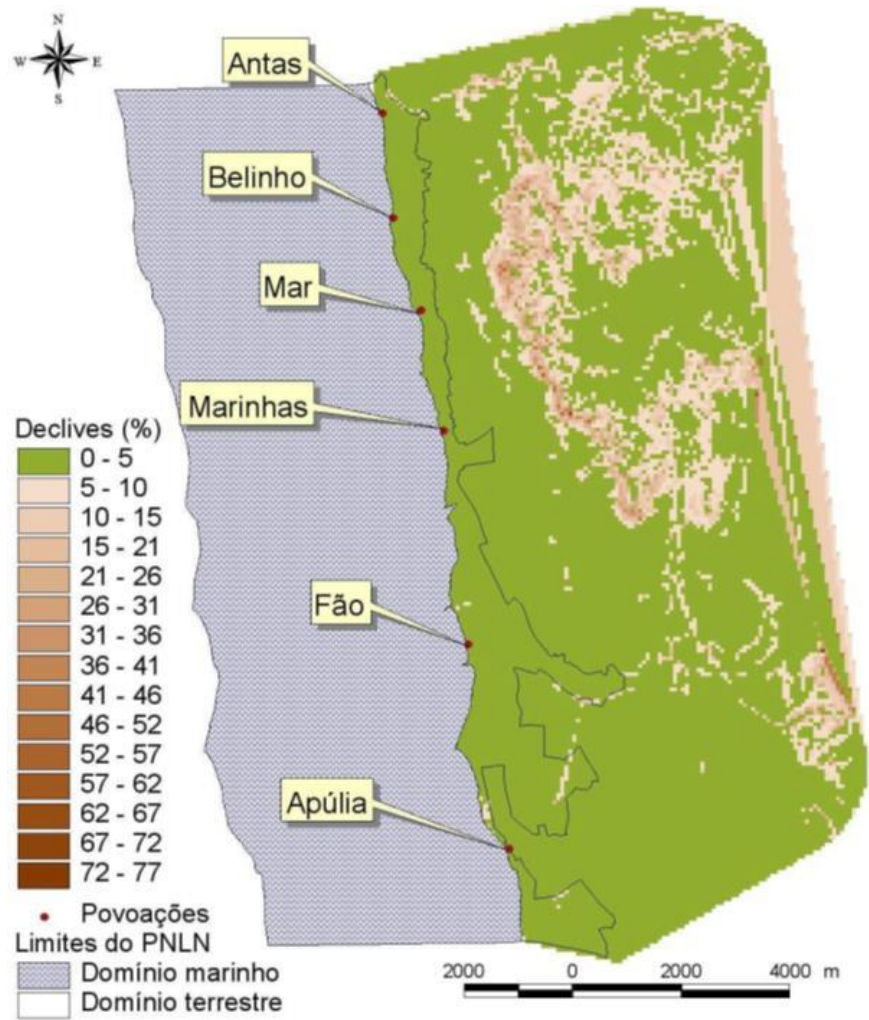 N
W E
S
Antas
Belinho
Mar
Marinhas
Fão
Apúlia
Declives (%)
0 - 5
5 - 10
10 - 15
15 - 21
21 - 26
26 - 31
31 - 36
36 - 41
41 - 46
46 - 52
52 - 57
57 - 62
62 - 67
67 - 72
72 - 77
Povoações
Limites do PNLN
Domínio marinho
Domínio terrestre
2000 0 2000 4000 m